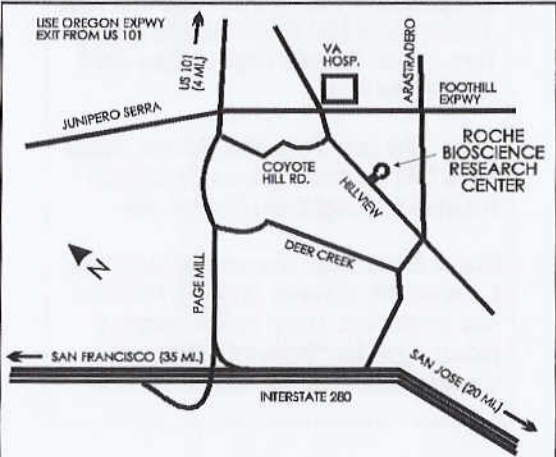 USE OREGON EXPWY
EXIT FROM US 101
US 101
(4 MI.)
VA
HOSP.
ARASTRADERO
FOOTHILL
EXPWY
JUNIPERO SERRA
ROCHE
BIOSCIENCE
RESEARCH
CENTER
COYOTE
HILL RD.
HILLVIEW
DEER CREEK
N
PAGE MILL
SAN FRANCISCO (35 MI.)
SAN JOSE (20 MI.)
INTERSTATE 280